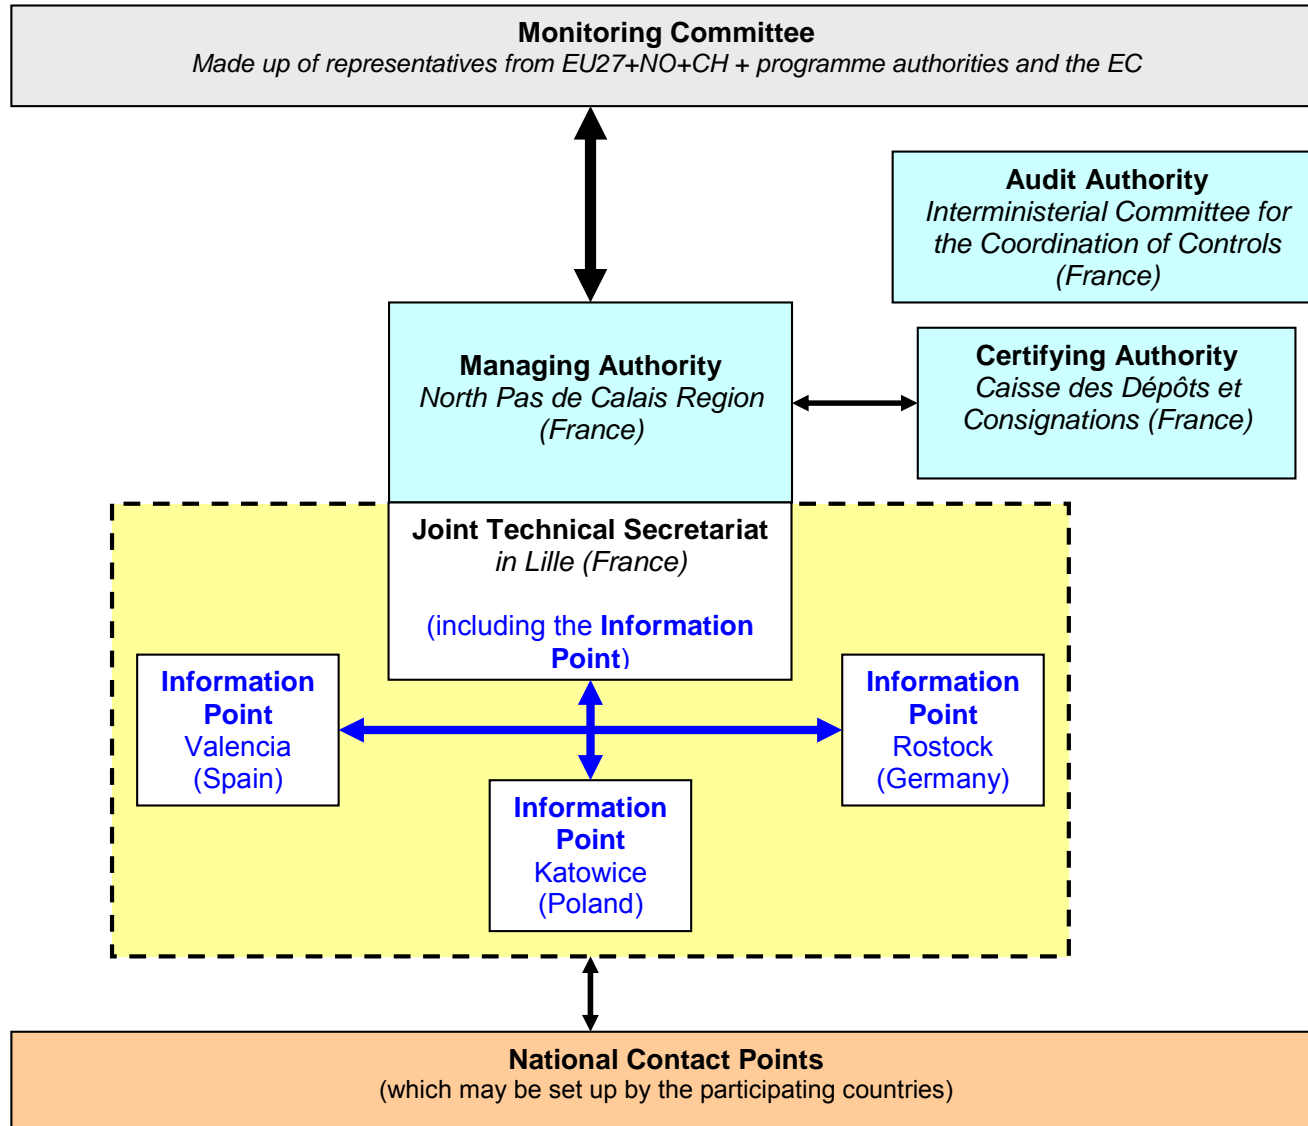 Monitoring Committee
Made up of representatives from EU27+NO+CH + programme authorities and the EC
Audit Authority
Interministerial Committee for
the Coordination of Controls
(France)
Managing Authority
North Pas de Calais Region
(France)
Certifying Authority
Caisse des Dépôts et
Consignations (France)
Joint Technical Secretariat
in Lille (France)
(including the Information
Point)
Information
Point
Valencia
(Spain)
Information
Point
Rostock
(Germany)
Information
Point
Katowice
(Poland)
National Contact Points
(which may be set up by the participating countries)